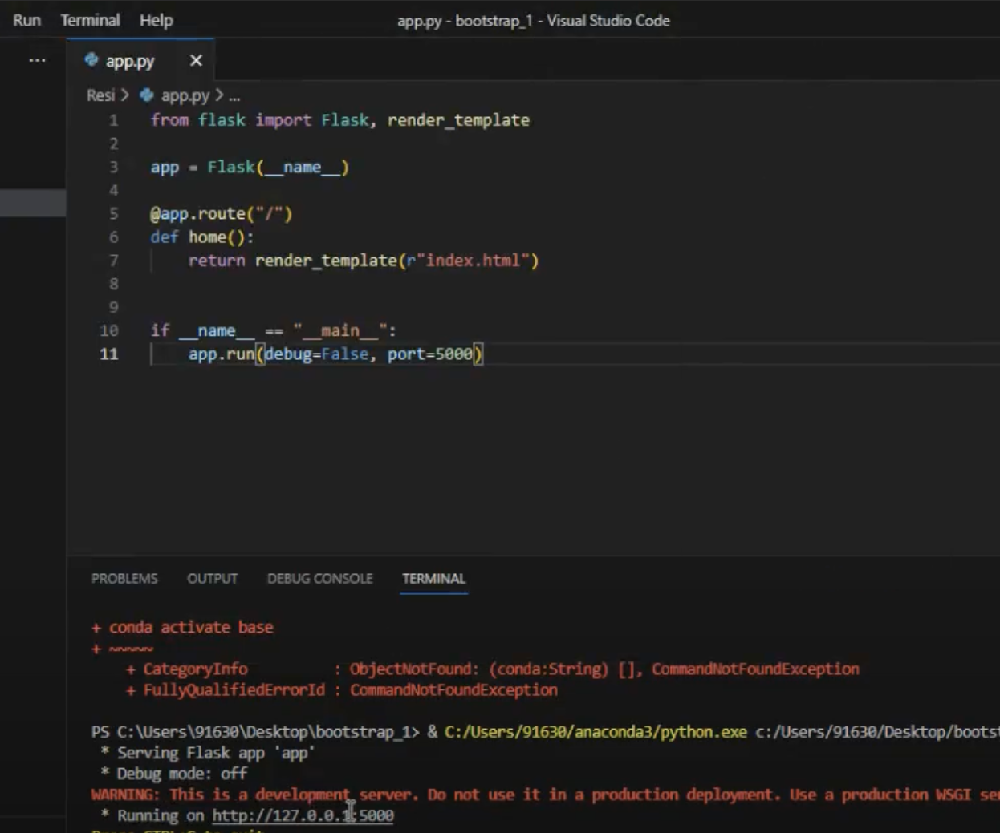 Run Terminal Help app.py - bootstrap_1 - Visual Studio Code
... app.py ×
Resi > app.py > ...
1 from flask import Flask, render_template
2
3 app = Flask(__name__)
4
5 @app.route("/")
6 def home():
7 return render_template(r"index.html")
8
9
10 if __name__ == "__main__":
11 app.run(debug=False, port=5000)
PROBLEMS OUTPUT DEBUG CONSOLE TERMINAL
+ conda activate base
+ ~~~~~
+ CategoryInfo : ObjectNotFound: (conda:String) [], CommandNotFoundException
+ FullyQualifiedErrorId : CommandNotFoundException
PS C:\Users\91630\Desktop\bootstrap_1> & C:/Users/91630/anaconda3/python.exe c:/Users/91630/Desktop/boots
* Serving Flask app 'app'
* Debug mode: off
WARNING: This is a development server. Do not use it in a production deployment. Use a production WSGI se
* Running on http://127.0.0.1:5000